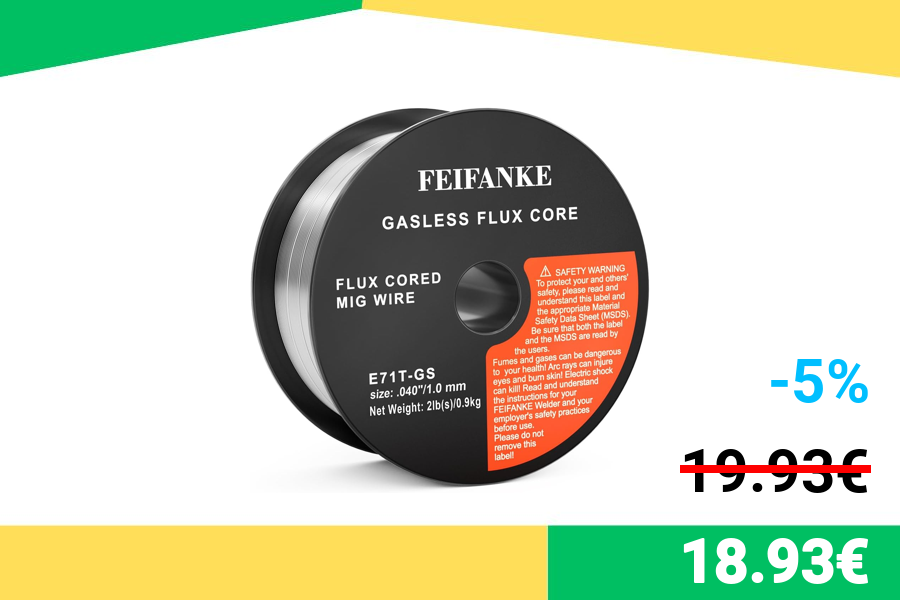 FEIFANKE
GASLESS FLUX CORE
FLUX CORED
MIG WIRE
E71T-GS
size: .040"/1.0 mm
Net Weight: 2lb(s)/0.9kg
⚠ SAFETY WARNING
To protect your and others'
safety, please read and
understand this label and
the appropriate Material
Safety Data Sheet (MSDS).
Be sure that both the label
and the MSDS are read by
the users.
Fumes and gases can be dangerous
to your health! Arc rays can injure
eyes and burn skin! Electric shock
can kill! Read and understand
the instructions for your
FEIFANKE Welder and your
employer's safety practices
before use.
Please do not
remove this
label!
-5%
19.93€
18.93€